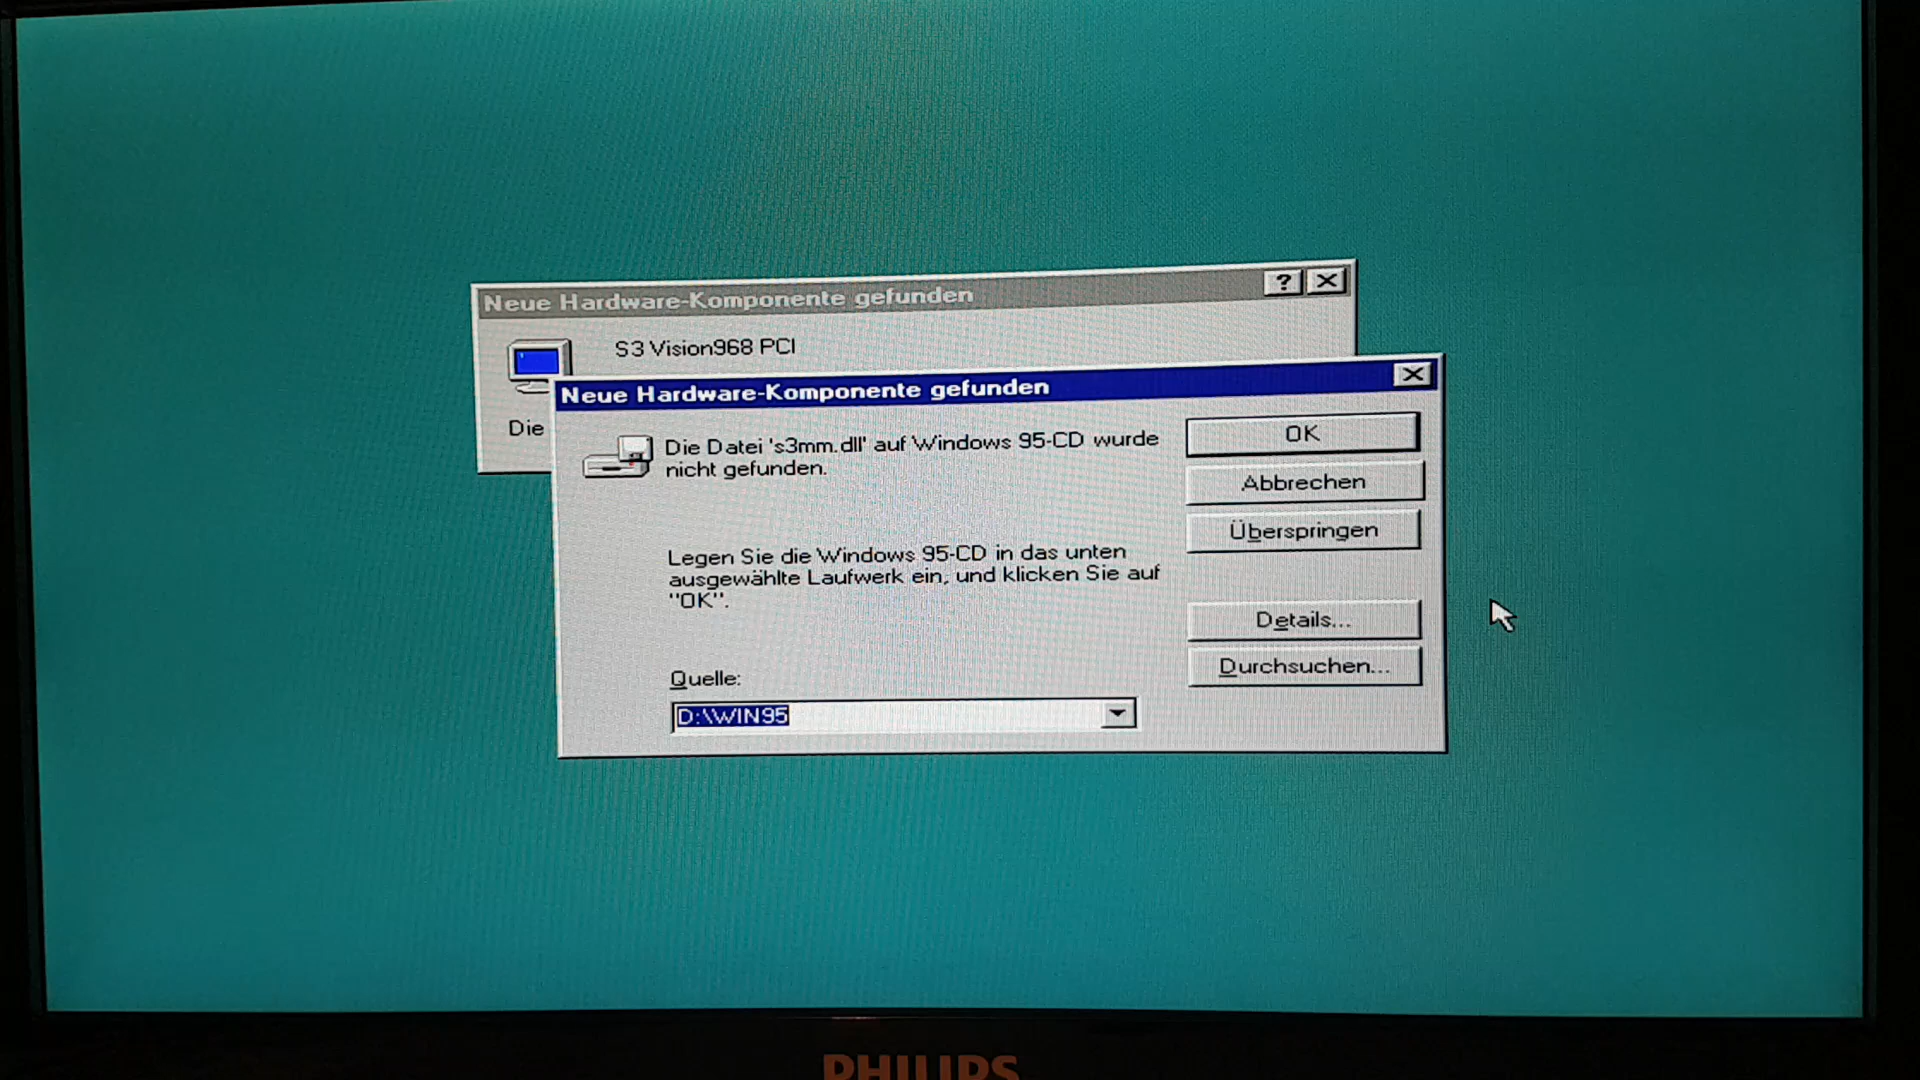 Neue Hardware-Komponente gefunden
S3 Vision968 PCI
Die
Neue Hardware-Komponente gefunden
Die Datei 's3mm.dll' auf Windows 95-CD wurde
nicht gefunden.
Legen Sie die Windows 95-CD in das unten
ausgewählte Laufwerk ein, und klicken Sie auf
"OK".
Quelle:
D:\WIN95
OK
Abbrechen
Überspringen
Details...
Durchsuchen...
PHILIPS